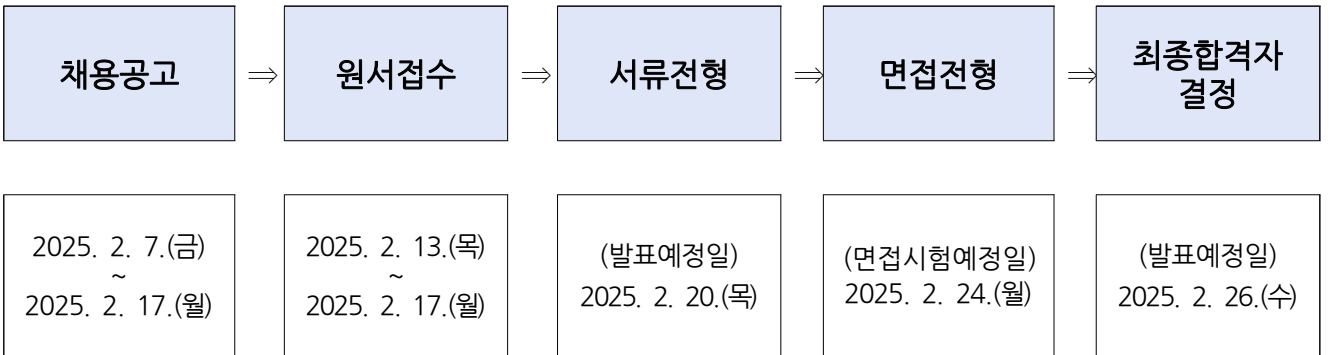 채용공고 ⇒ 원서접수 ⇒ 서류전형 ⇒ 면접전형 ⇒ 최종합격자
결정
2025. 2. 7.(금)
~
2025. 2. 17.(월)
2025. 2. 13.(목)
~
2025. 2. 17.(월)
(발표예정일)
2025. 2. 20.(목)
(면접시험예정일)
2025. 2. 24.(월)
(발표예정일)
2025. 2. 26.(수)